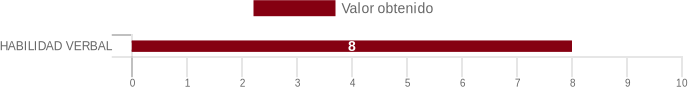 Valor obtenido
HABILIDAD VERBAL 8
0 1 2 3 4 5 6 7 8 9 10